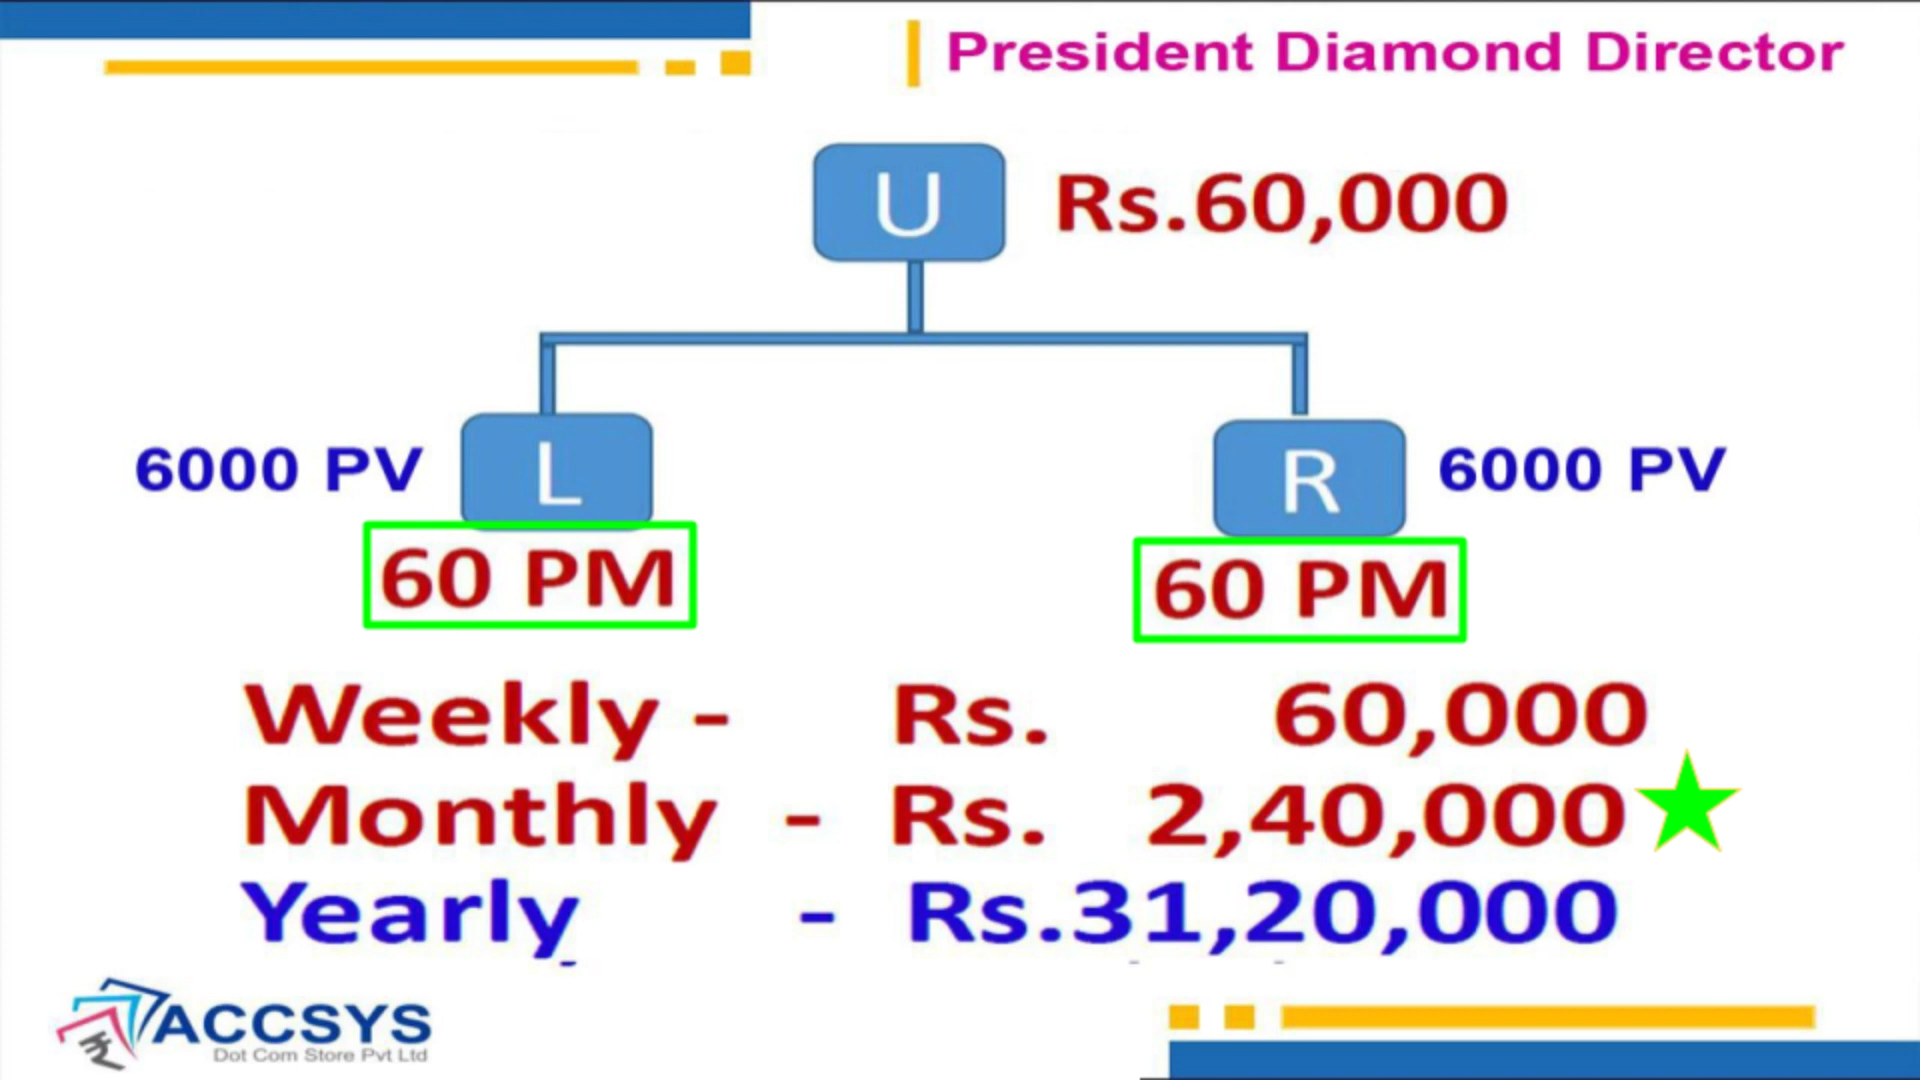 President Diamond Director
U Rs.60,000
6000 PV L R 6000 PV
60 PM 60 PM
Weekly - Rs. 60,000
Monthly - Rs. 2,40,000
Yearly - Rs.31,20,000
ACCSYS
Dot Com Store Pvt Ltd